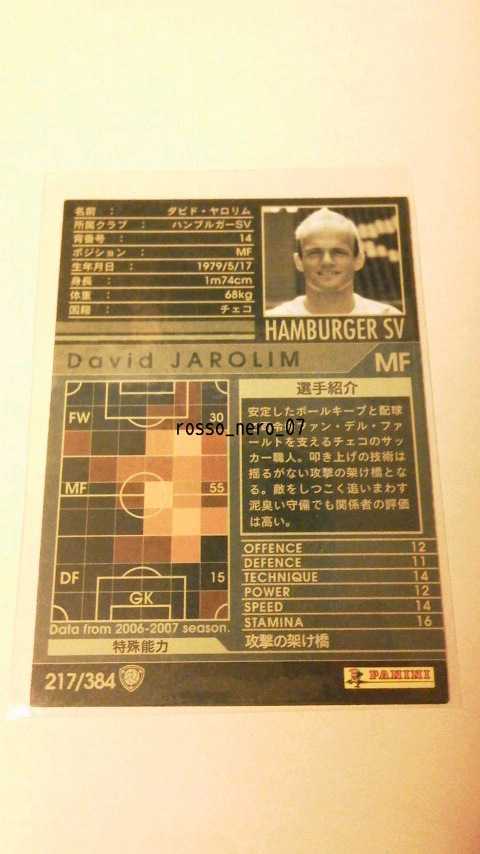 名前 : ダビド・ヤロリム
所属クラブ : ハンブルガーSV
背番号 : 14
ポジション : MF
生年月日 : 1979/5/17
身長 : 1m74cm
体重 : 68kg
国籍 : チェコ
HAMBURGER SV
David JAROLIM MF
FW 30
MF 55
DF 15
GK
Data from 2006-2007 season.
特殊能力
選手紹介
安定したボールキープと配球
ァン・デル・ファ
ールトを支えるチェコのサッ
カー職人。叩き上げの技術は
揺るがない攻撃の架け橋とな
る。敵をしつこく追いまわす
泥臭い守備でも関係者の評価
は高い。
rosso_nero_07
OFFENCE 12
DEFENCE 11
TECHNIQUE 14
POWER 12
SPEED 14
STAMINA 16
攻撃の架け橋
217/384
PANINI